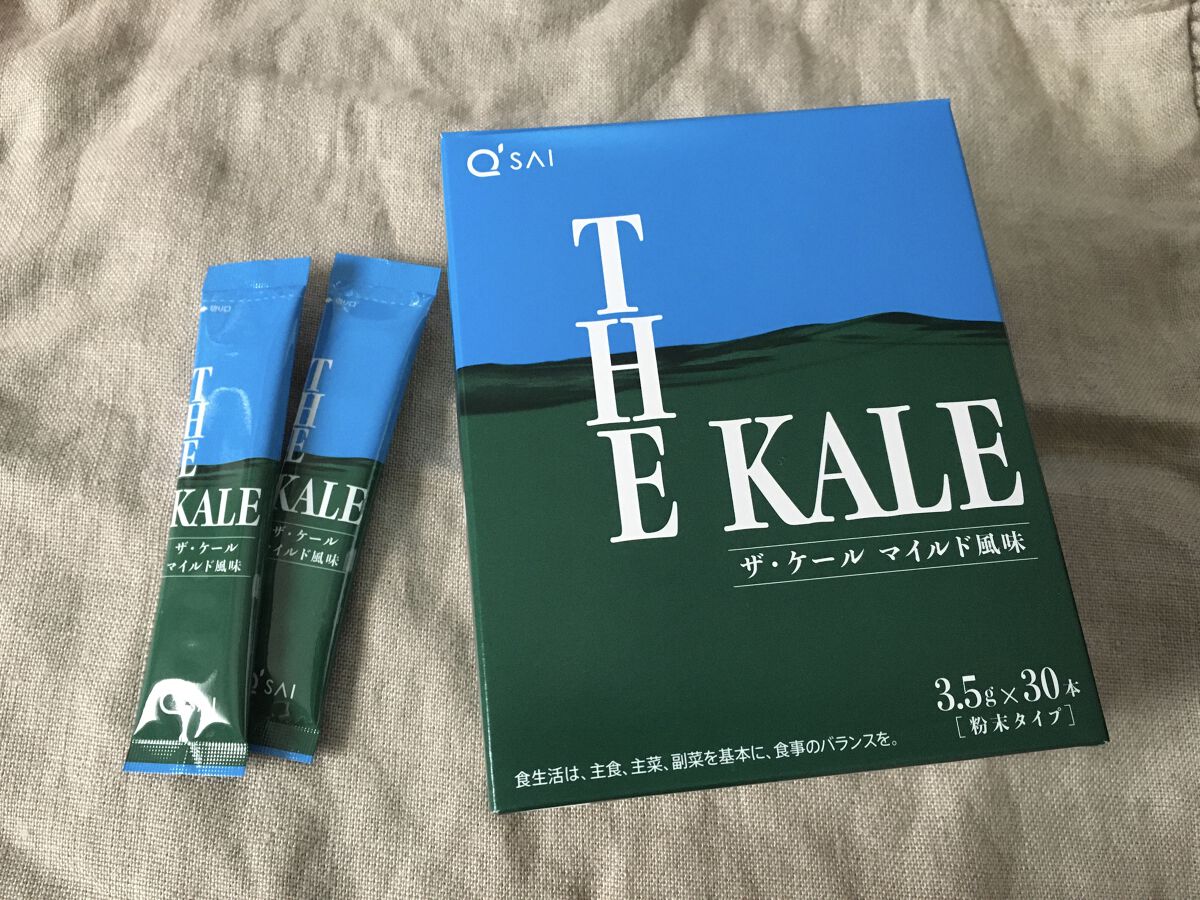 Q'SAI
THE KALE
ザ・ケール マイルド風味
3.5g×30本
[粉末タイプ]
食生活は、主食、主菜、副菜を基本に、食事のバランスを。
THE
KALE
ザ・ケール
マイルド風味
THE
KALE
ザ・ケール
イルド風味
Q'SAI